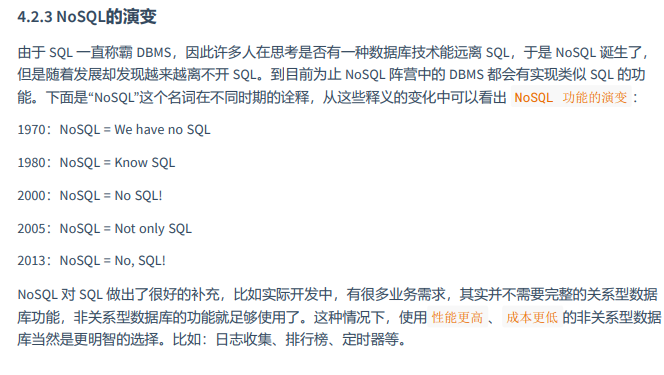 4.2.3 NoSQL的演变
由于 SQL 一直称霸 DBMS，因此许多人在思考是否有一种数据库技术能远离 SQL，于是 NoSQL 诞生了，
但是随着发展却发现越来越离不开 SQL。到目前为止 NoSQL 阵营中的 DBMS 都会有实现类似 SQL 的功
能。下面是“NoSQL”这个名词在不同时期的诠释，从这些释义的变化中可以看出 NoSQL 功能的演变 ：
1970：NoSQL = We have no SQL
1980：NoSQL = Know SQL
2000：NoSQL = No SQL!
2005：NoSQL = Not only SQL
2013：NoSQL = No, SQL!
NoSQL 对 SQL 做出了很好的补充，比如实际开发中，有很多业务需求，其实并不需要完整的关系型数据
库功能，非关系型数据库的功能就足够使用了。这种情况下，使用 性能更高 、 成本更低 的非关系型数据
库当然是更明智的选择。比如：日志收集、排行榜、定时器等。